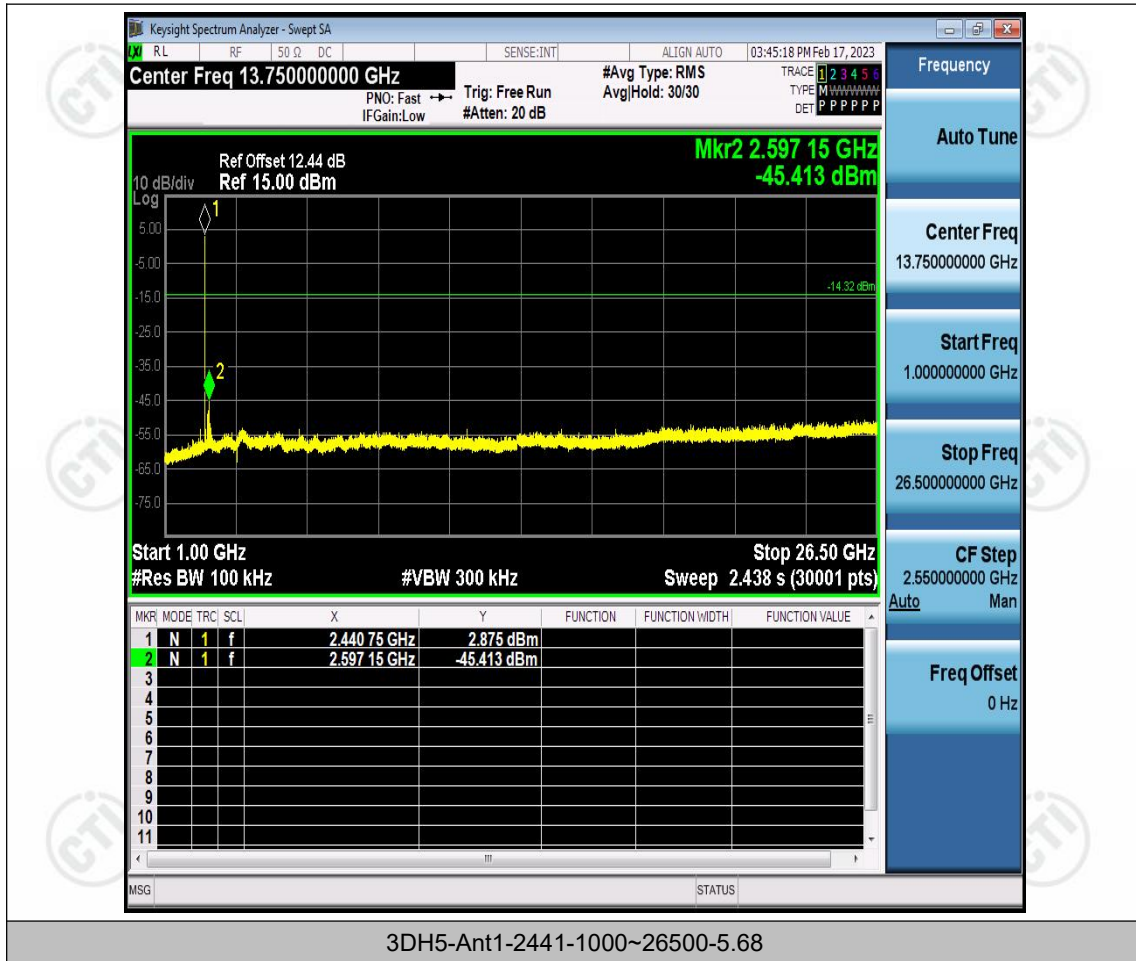 Keysight Spectrum Analyzer - Swept SA
LXI RL RF 50 Ω DC SENSE:INT ALIGN AUTO 03:45:18 PM Feb 17, 2023
Center Freq 13.750000000 GHz
PNO: Fast
IFGain:Low
Trig: Free Run
#Atten: 20 dB
#Avg Type: RMS
Avg|Hold: 30/30
TRACE 1 2 3 4 5 6
TYPE M WWWWW
DET P P P P P P
Ref Offset 12.44 dB
10 dB/div Ref 15.00 dBm
Log
Mkr2 2.597 15 GHz
-45.413 dBm
1
5.00
-5.00
-14.32 dBm
-15.0
-25.0
-35.0
2
-45.0
-55.0
-65.0
-75.0
Start 1.00 GHz Stop 26.50 GHz
#Res BW 100 kHz #VBW 300 kHz Sweep 2.438 s (30001 pts)
MKR MODE TRC SCL X Y FUNCTION FUNCTION WIDTH FUNCTION VALUE
1 N 1 f 2.440 75 GHz 2.875 dBm
2 N 1 f 2.597 15 GHz -45.413 dBm
3
4
5
6
7
8
9
10
11
MSG STATUS
Frequency
Auto Tune
Center Freq
13.750000000 GHz
Start Freq
1.000000000 GHz
Stop Freq
26.500000000 GHz
CF Step
2.550000000 GHz
Auto Man
Freq Offset
0 Hz
CTI
CTI
CTI
CTI
CTI
CTI
3DH5-Ant1-2441-1000~26500-5.68